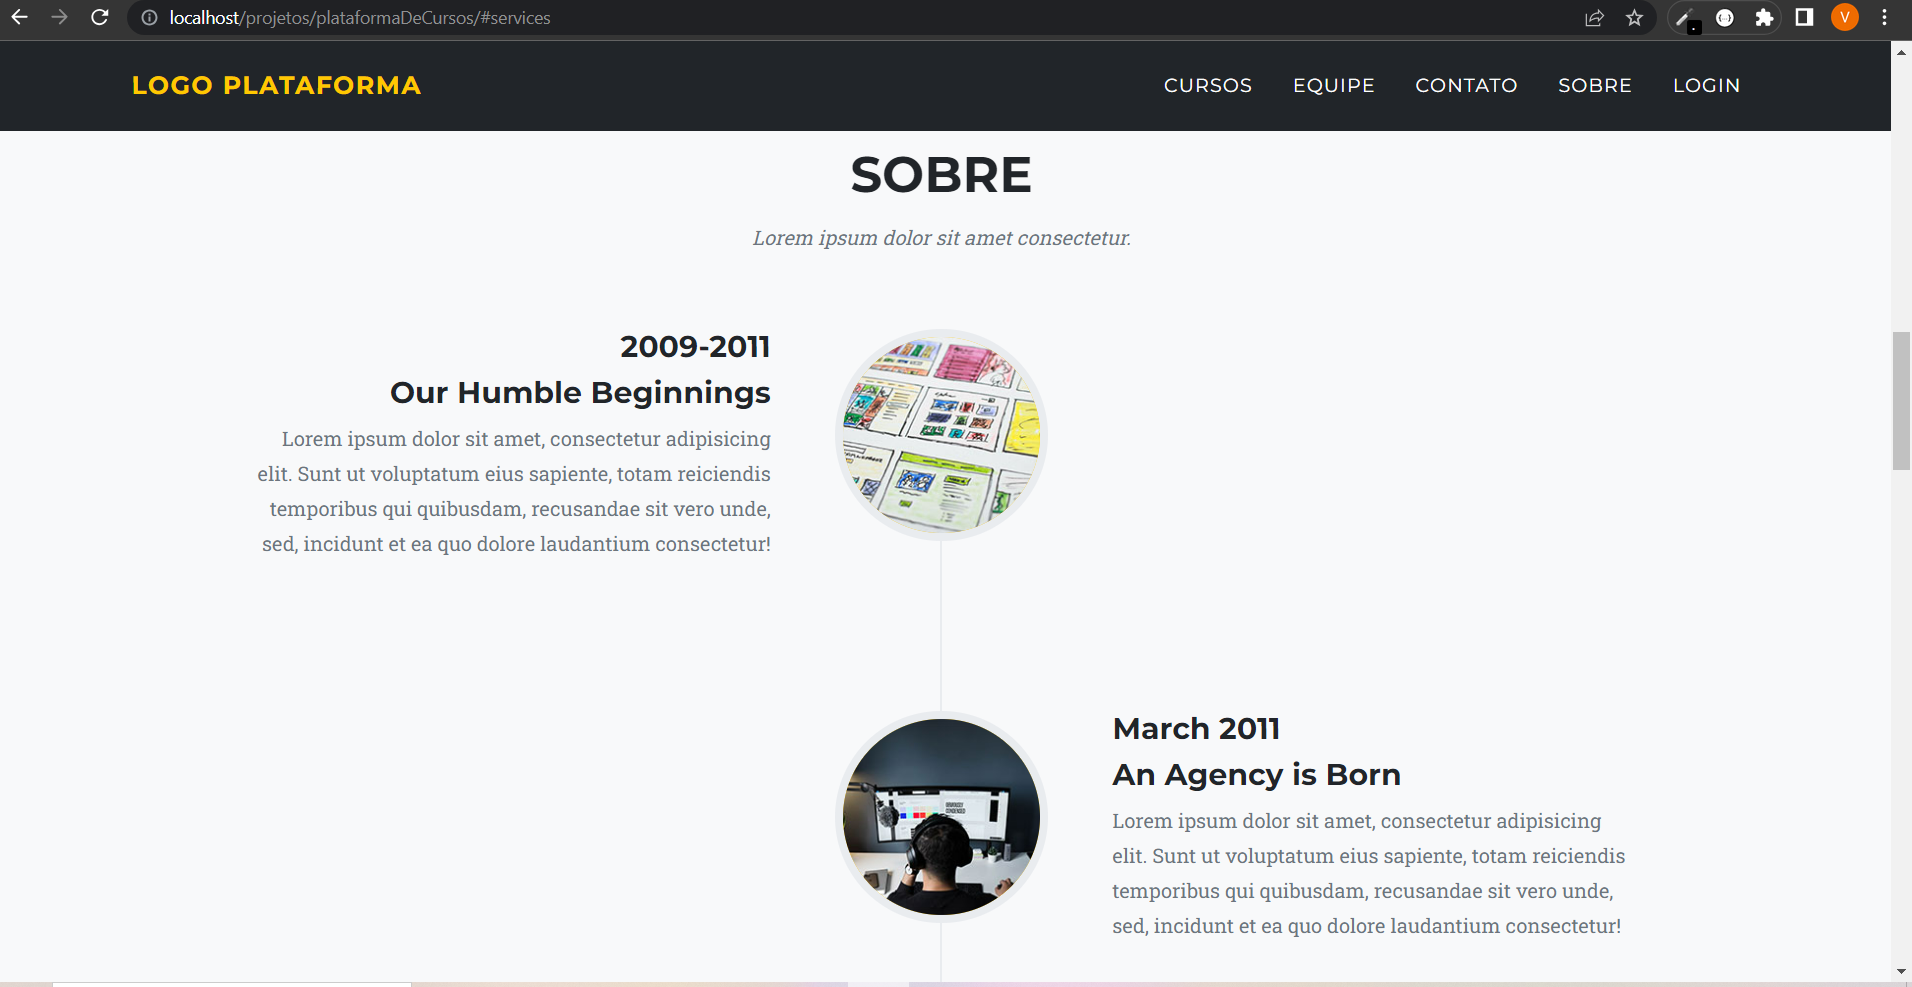 localhost/projetos/plataformaDeCursos/#services
V
LOGO PLATAFORMA
CURSOS EQUIPE CONTATO SOBRE LOGIN
SOBRE
Lorem ipsum dolor sit amet consectetur.
2009-2011
Our Humble Beginnings
Lorem ipsum dolor sit amet, consectetur adipisicing
elit. Sunt ut voluptatum eius sapiente, totam reiciendis
temporibus qui quibusdam, recusandae sit vero unde,
sed, incidunt et ea quo dolore laudantium consectetur!
March 2011
An Agency is Born
Lorem ipsum dolor sit amet, consectetur adipisicing
elit. Sunt ut voluptatum eius sapiente, totam reiciendis
temporibus qui quibusdam, recusandae sit vero unde,
sed, incidunt et ea quo dolore laudantium consectetur!